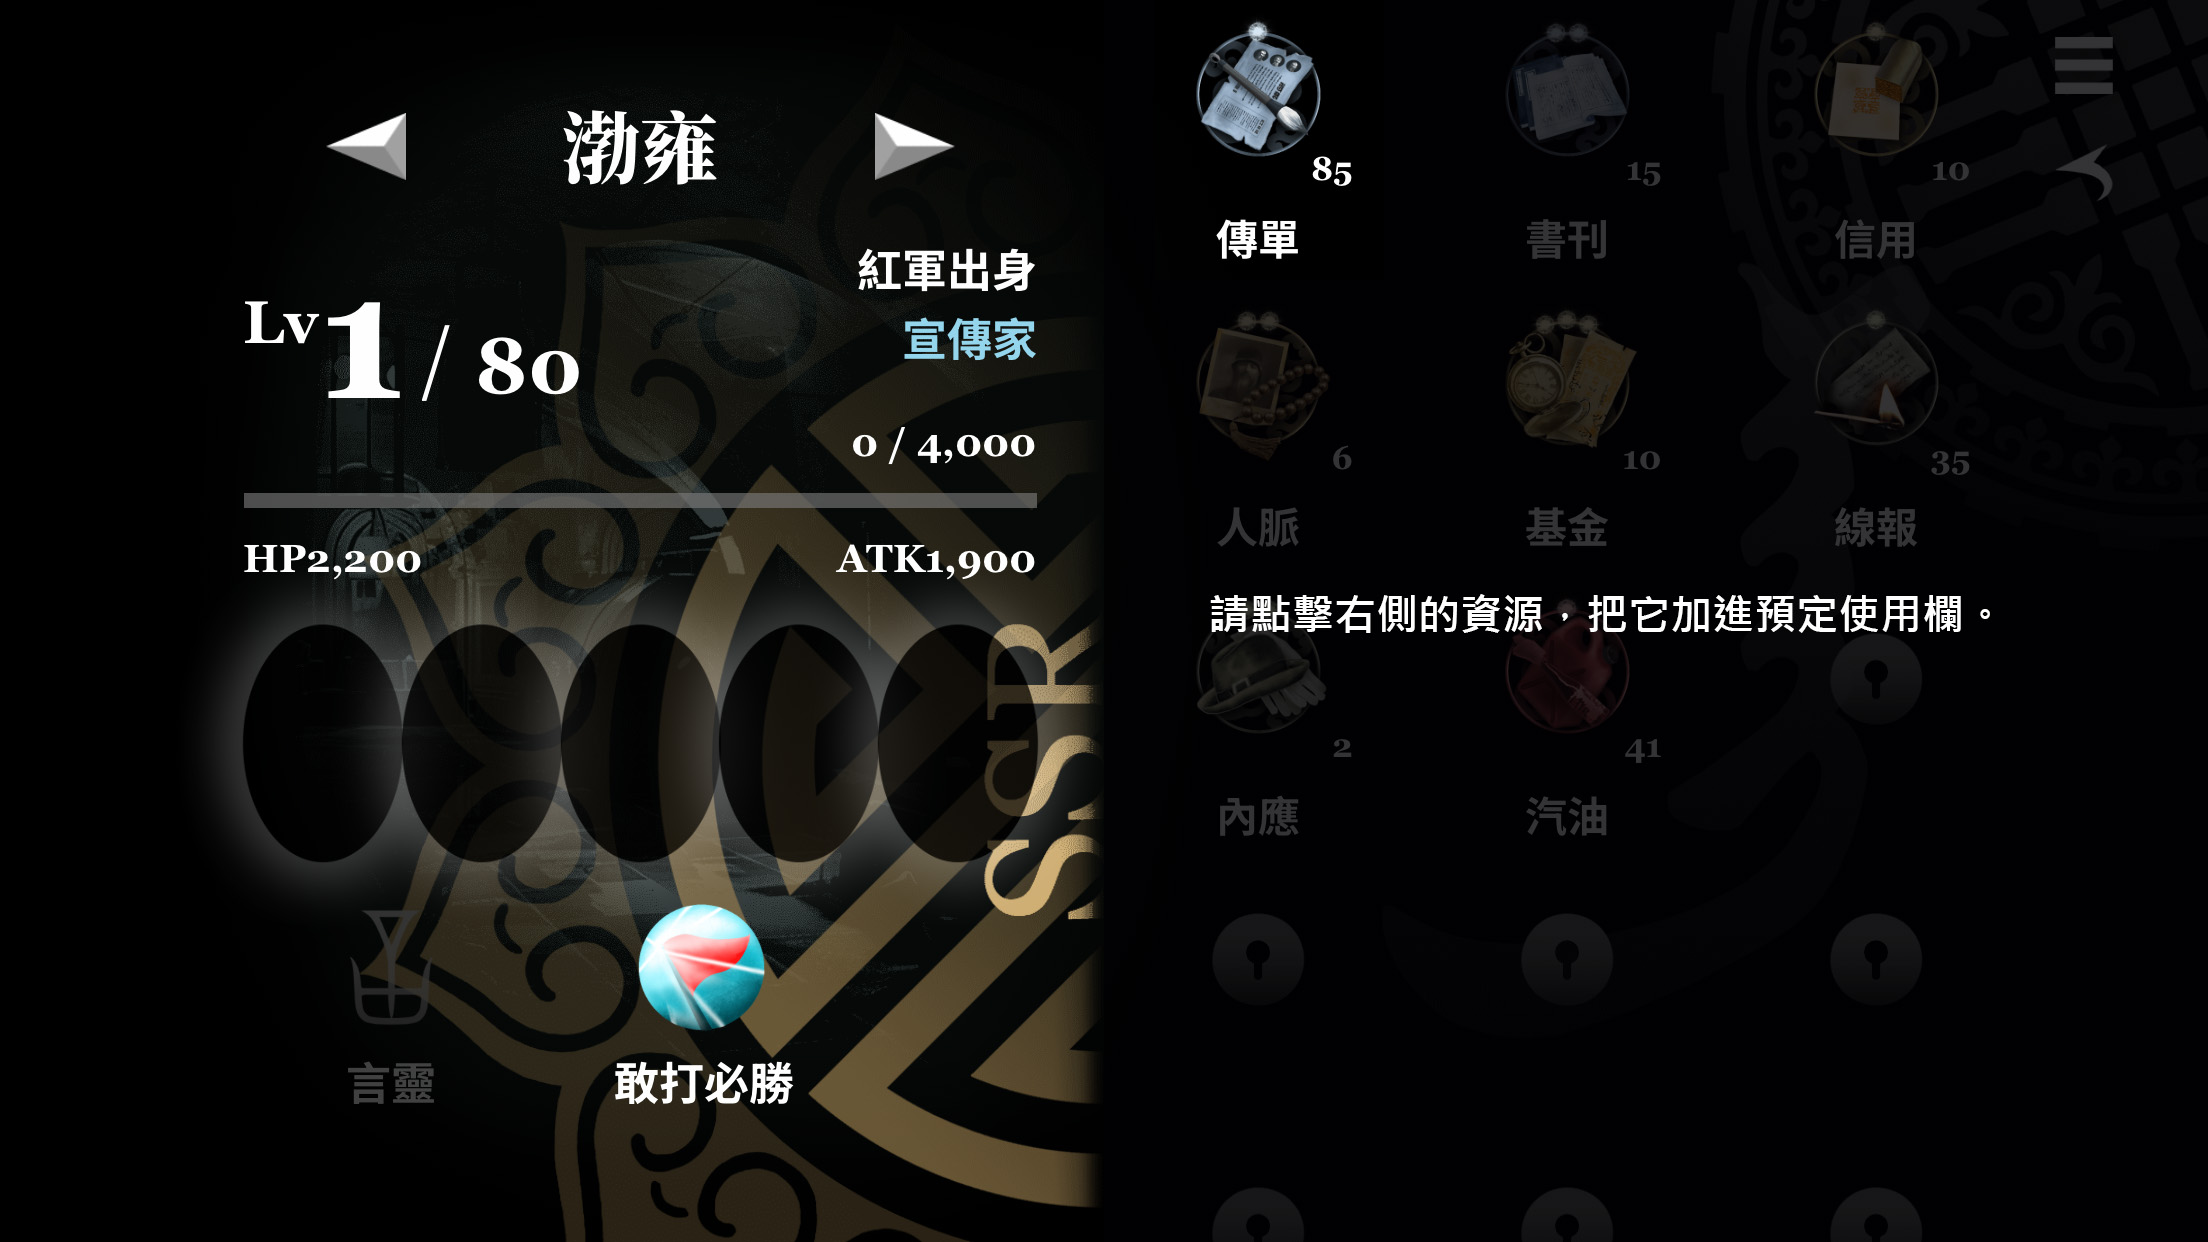 渤雍
紅軍出身
宣傳家
Lv1 / 80
0 / 4,000
HP2,200
ATK1,900
SSR
言靈
敢打必勝
85
15
10
傳單
書刊
信用
6
10
35
人脈
基金
線報
請點擊右側的資源，把它加進預定使用欄。
2
41
內應
汽油